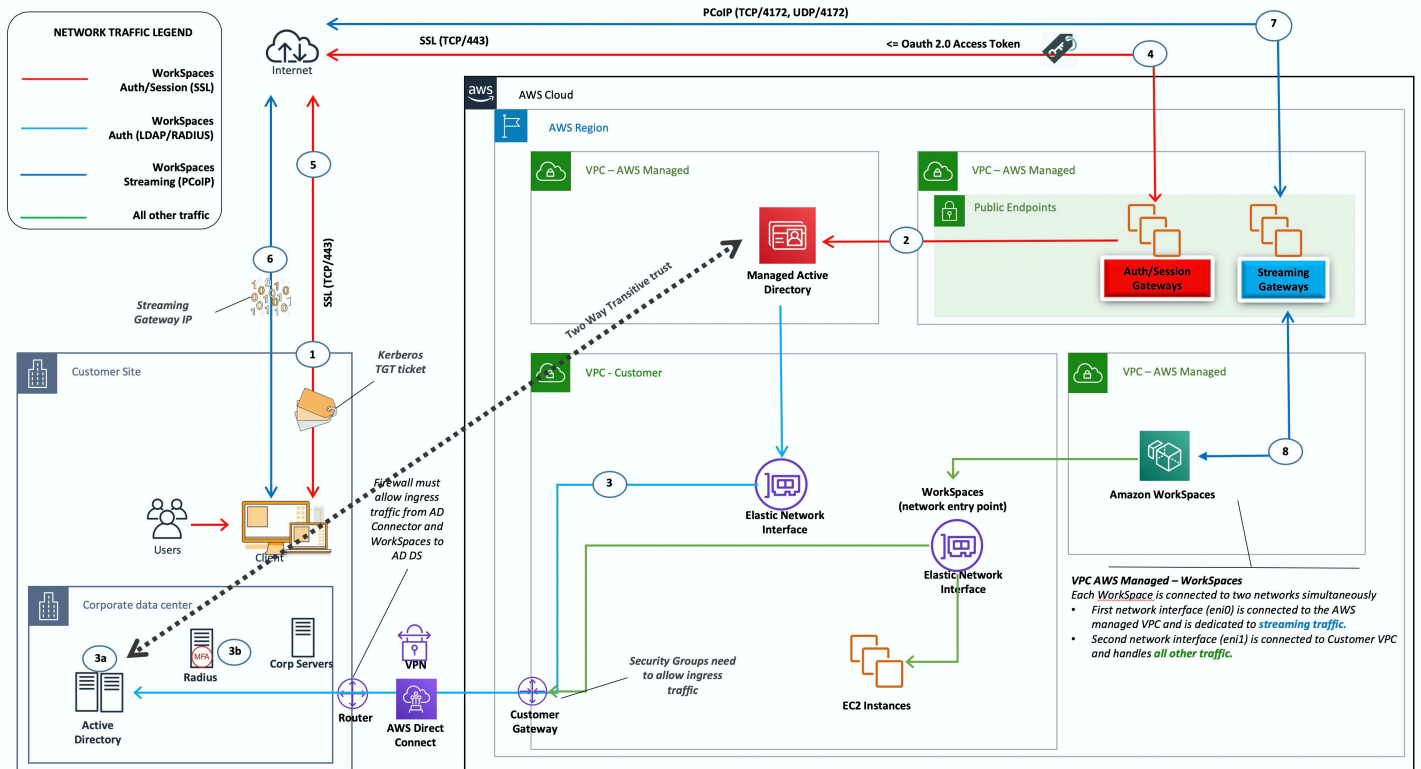 PCoIP (TCP/4172, UDP/4172)
7
NETWORK TRAFFIC LEGEND
WorkSpaces
Auth/Session (SSL)
WorkSpaces
Auth (LDAP/RADIUS)
WorkSpaces
Streaming (PCoIP)
All other traffic
SSL (TCP/443)
<= Oauth 2.0 Access Token
4
Internet
aws
AWS Cloud
AWS Region
5
SSL (TCP/443)
6
Streaming
Gateway IP
1
Kerberos
TGT ticket
VPC – AWS Managed
Managed Active
Directory
Two Way Transitive trust
2
VPC – AWS Managed
Public Endpoints
Auth/Session
Gateways
Streaming
Gateways
Customer Site
Users
Client
Firewall must
allow ingress
traffic from AD
Connector and
WorkSpaces to
AD DS
VPC - Customer
3
Elastic Network
Interface
WorkSpaces
(network entry point)
Elastic Network
Interface
EC2 Instances
VPC – AWS Managed
8
Amazon WorkSpaces
VPC AWS Managed – WorkSpaces
Each WorkSpace is connected to two networks simultaneously
• First network interface (eni0) is connected to the AWS
managed VPC and is dedicated to streaming traffic.
• Second network interface (eni1) is connected to Customer VPC
and handles all other traffic.
Corporate data center
3a
Active
Directory
MFA
3b
Radius
Corp Servers
Router
VPN
AWS Direct
Connect
Customer
Gateway
Security Groups need
to allow ingress
traffic